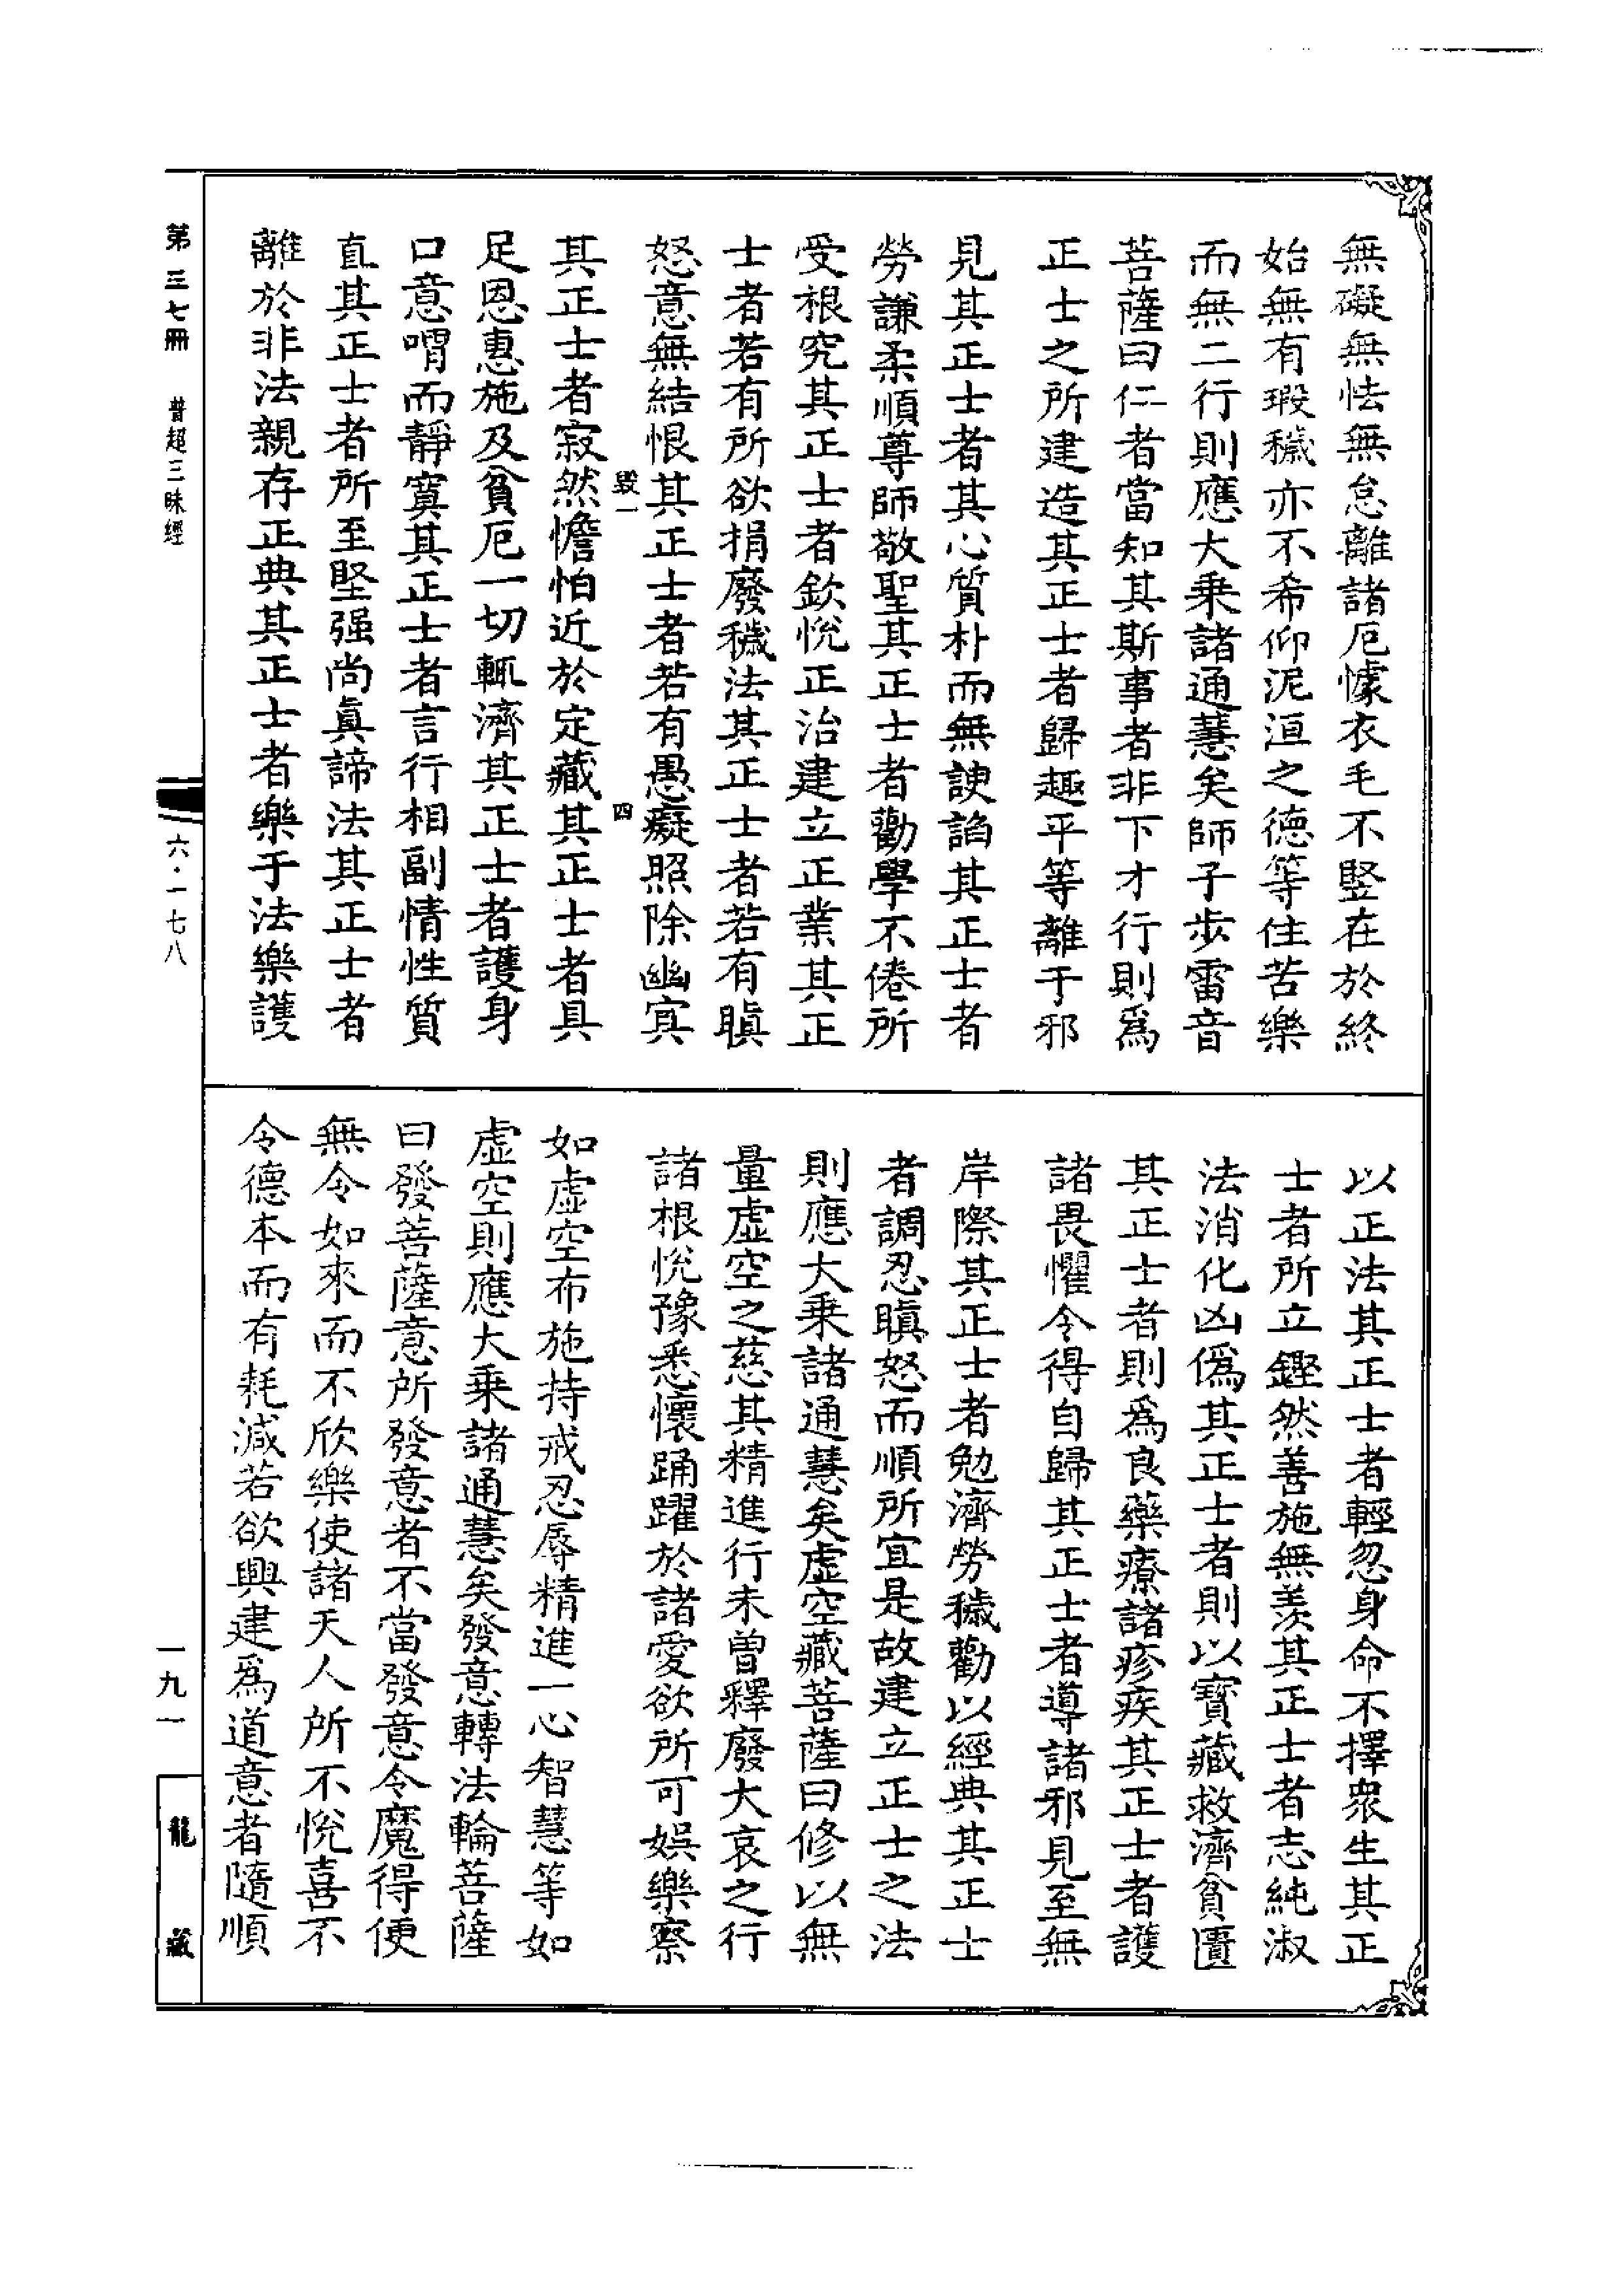 無礙無怯無怠離諸厄懅衣毛不豎在於終
始無有瑕穢亦不希仰泥洹之德等住苦樂
而無二行則應大乘諸通慧矣師子步雷音
菩薩曰仁者當知其斯事者非下才行則爲
正士之所建造其正士者歸趣平等離于邪
見其正士者其心質朴而無諛諂其正士者
勞謙柔順尊師敬聖其正士者勸學不倦所
受根究其正士者欽悅正治建立正業其正
士者若有所欲捐廢穢法其正士者若有瞋
怒意無結恨其正士者若有愚癡照除幽冥
毀一 四
其正士者寂然憺怕近於定藏其正士者具
足恩惠施及貧厄一切輒濟其正士者護身
口意喟而靜寞其正士者言行相副情性質
直其正士者所至堅强尚眞諦法其正士者
離於非法親存正典其正士者樂于法樂護
以正法其正士者輕忽身命不擇衆生其正
士者所立鏗然善施無羨其正士者志純淑
法消化凶僞其正士者則以寶藏救濟貧匱
其正士者則爲良藥療諸疹疾其正士者護
諸畏懼令得自歸其正士者導諸邪見至無
岸際其正士者勉濟勞穢勸以經典其正士
者調忍瞋怒而順所宜是故建立正士之法
則應大乘諸通慧矣虛空藏菩薩曰修以無
量虛空之慈其精進行未曾釋廢大哀之行
諸根悅豫悉懷踊躍於諸愛欲所可娛樂察
如虛空布施持戒忍辱精進一心智慧等如
虛空則應大乘諸通慧矣發意轉法輪菩薩
曰發菩薩意所發意者不當發意令魔得便
無令如來而不欣樂使諸天人所不悅喜不
令德本而有耗減若欲興建爲道意者隨順
第三七冊 普超三昧經
六·一七八
一九一
龍藏